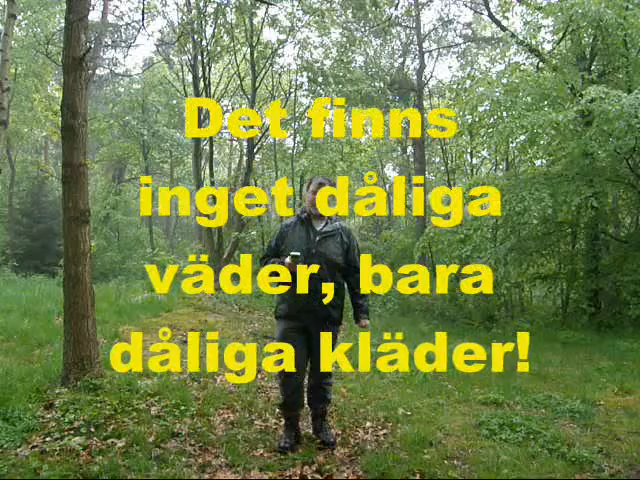 Det finns
inget dåliga
väder, bara
dåliga kläder!